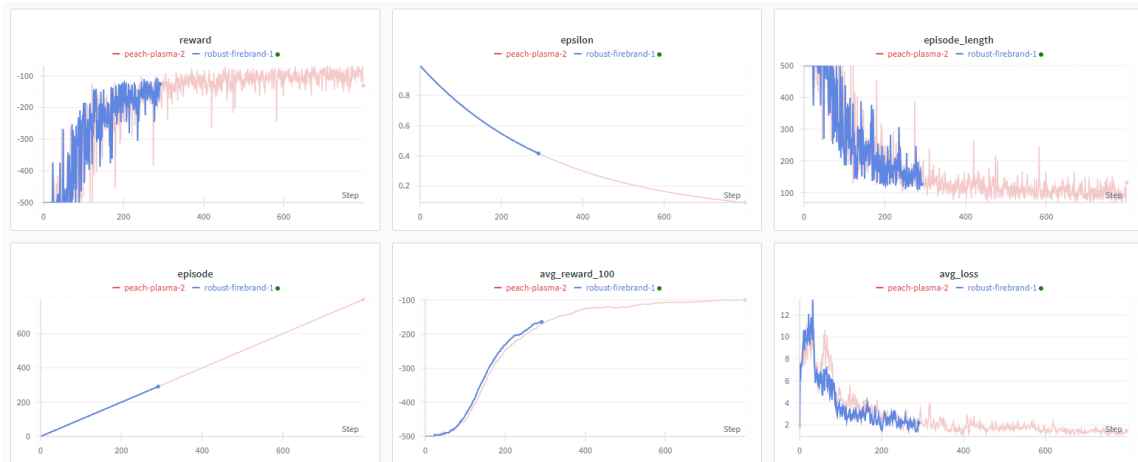 reward
peach-plasma-2 robust-firebrand-1
-100
-200
-300
-400
-500
Step
0 200 400 600
epsilon
peach-plasma-2 robust-firebrand-1
0.8
0.6
0.4
0.2
Step
0 200 400 600
episode_length
peach-plasma-2 robust-firebrand-1
500
400
300
200
100
Step
0 200 400 600
episode
peach-plasma-2 robust-firebrand-1
600
400
200
0
Step
0 200 400 600
avg_reward_100
peach-plasma-2 robust-firebrand-1
-100
-200
-300
-400
-500
Step
0 200 400 600
avg_loss
peach-plasma-2 robust-firebrand-1
12
10
8
6
4
2
Step
0 200 400 600